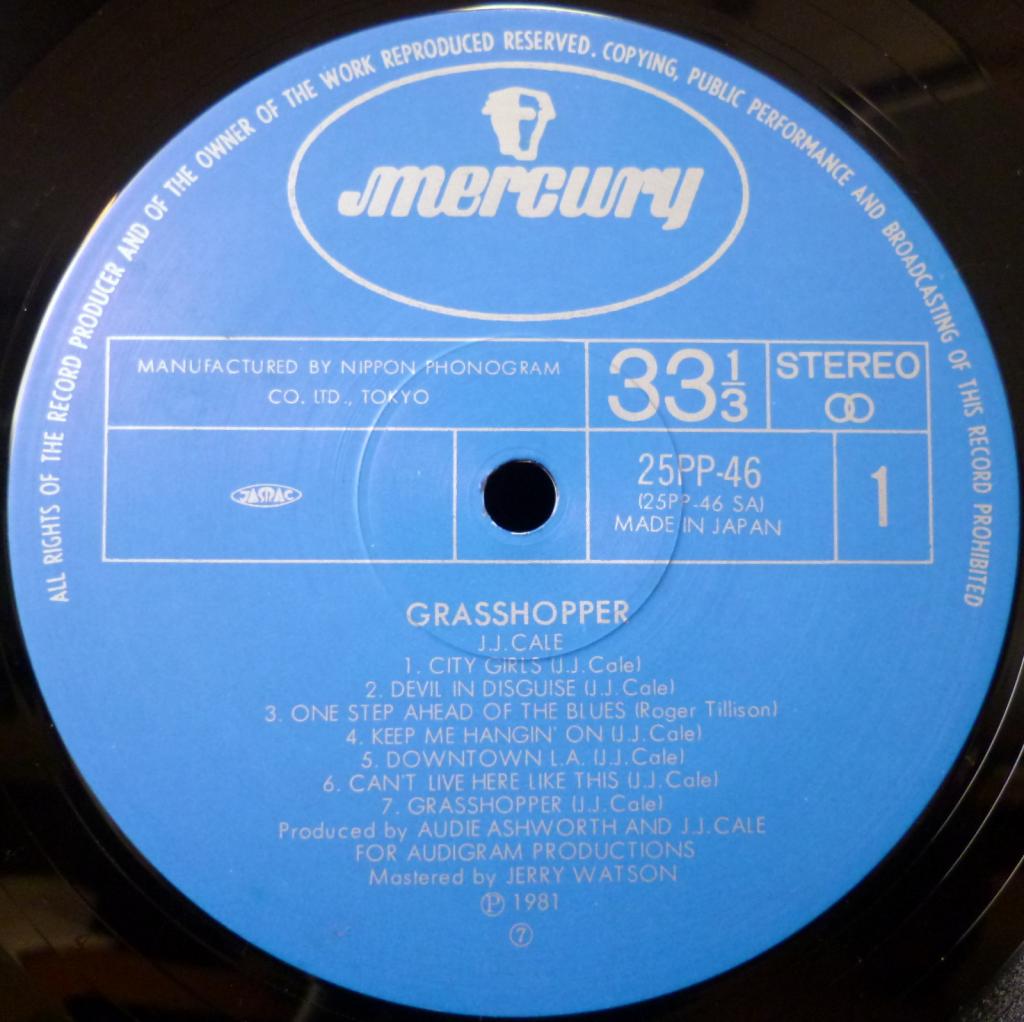 ALL RIGHTS OF THE RECORD PRODUCER AND OF THE OWNER OF THE WORK REPRODUCED RESERVED. COPYING, PUBLIC PERFORMANCE AND BROADCASTING OF THIS RECORD PROHIBITED
mercury
MANUFACTURED BY NIPPON PHONOGRAM
CO. LTD., TOKYO
33 1/3
STEREO
JASRAC
25PP-46
(25PP-46 SA)
MADE IN JAPAN
1
GRASSHOPPER
J.J.CALE
1. CITY GIRLS (J.J.Cale)
2. DEVIL IN DISGUISE (J.J.Cale)
3. ONE STEP AHEAD OF THE BLUES (Roger Tillison)
4. KEEP ME HANGIN' ON (J.J.Cale)
5. DOWNTOWN L.A. (J.J.Cale)
6. CAN'T LIVE HERE LIKE THIS (J.J.Cale)
7. GRASSHOPPER (J.J.Cale)
Produced by AUDIE ASHWORTH AND J.J.CALE
FOR AUDIGRAM PRODUCTIONS
Mastered by JERRY WATSON
Ⓟ 1981
⑦